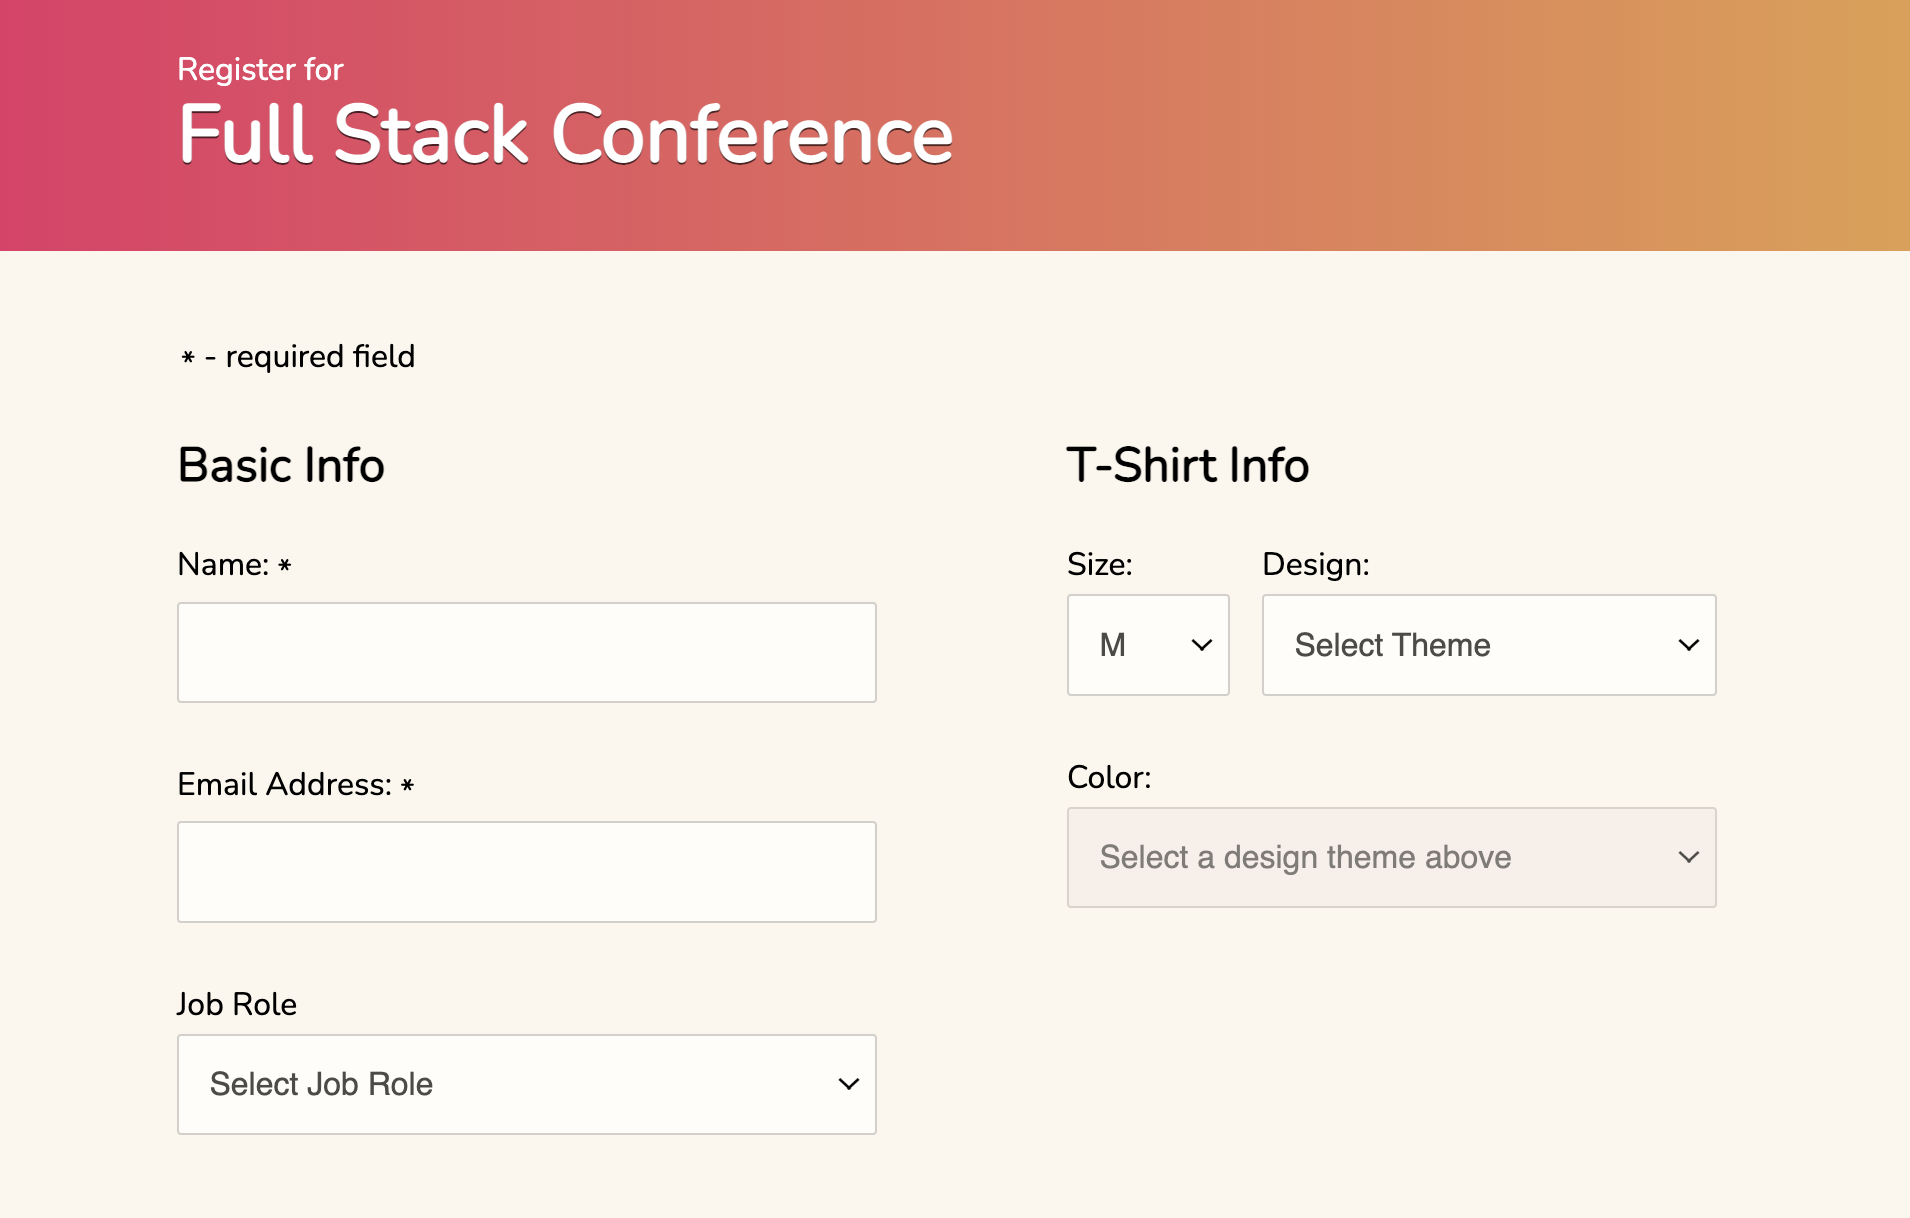 Register for
Full Stack Conference
* - required field
Basic Info
Name: *
Email Address: *
Job Role
Select Job Role
T-Shirt Info
Size:
M
Design:
Select Theme
Color:
Select a design theme above